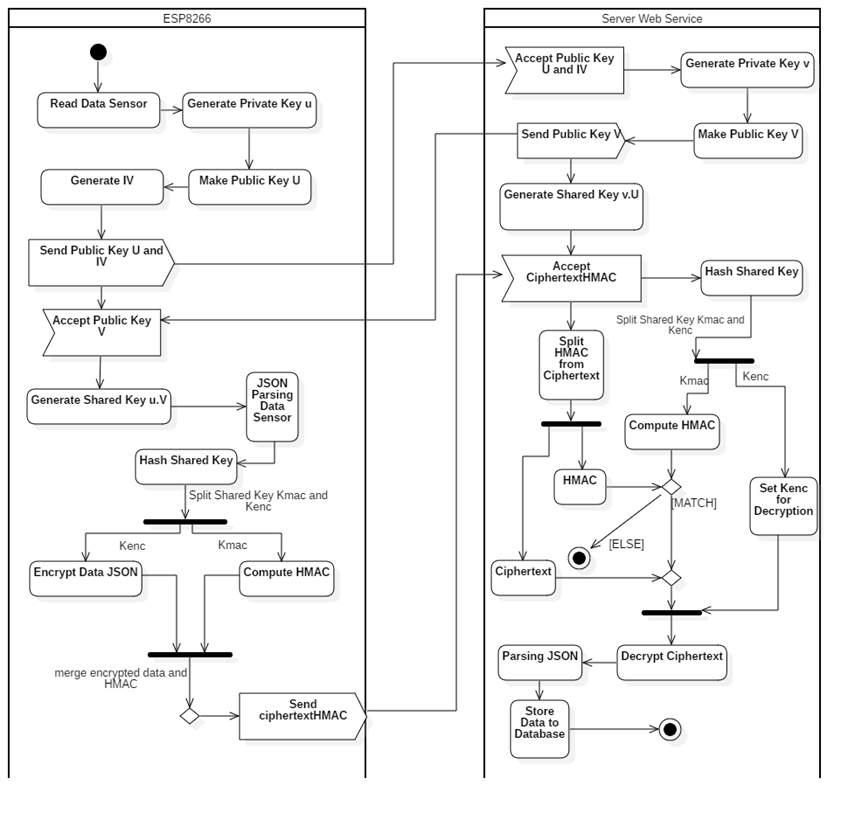 ESP8266
Read Data Sensor
Generate Private Key u
Generate IV
Make Public Key U
Send Public Key U and
IV
Accept Public Key
V
Generate Shared Key u.V
JSON
Parsing
Data
Sensor
Hash Shared Key
Split Shared Key Kmac and
Kenc
Kenc
Kmac
Encrypt Data JSON
Compute HMAC
merge encrypted data and
HMAC
Send
ciphertextHMAC
Server Web Service
Accept Public Key
U and IV
Generate Private Key v
Send Public Key V
Make Public Key V
Generate Shared Key v.U
Accept
CiphertextHMAC
Hash Shared Key
Split Shared Key Kmac and
Kenc
Split
HMAC
from
Ciphertext
Kmac
Kenc
Compute HMAC
HMAC
[MATCH]
Set Kenc
for
Decryption
[ELSE]
Ciphertext
Parsing JSON
Decrypt Ciphertext
Store
Data to
Database